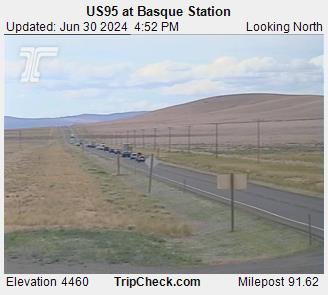 US95 at Basque Station
Updated: Jun 30 2024 4:52 PM Looking North
Elevation 4460 TripCheck.com Milepost 91.62